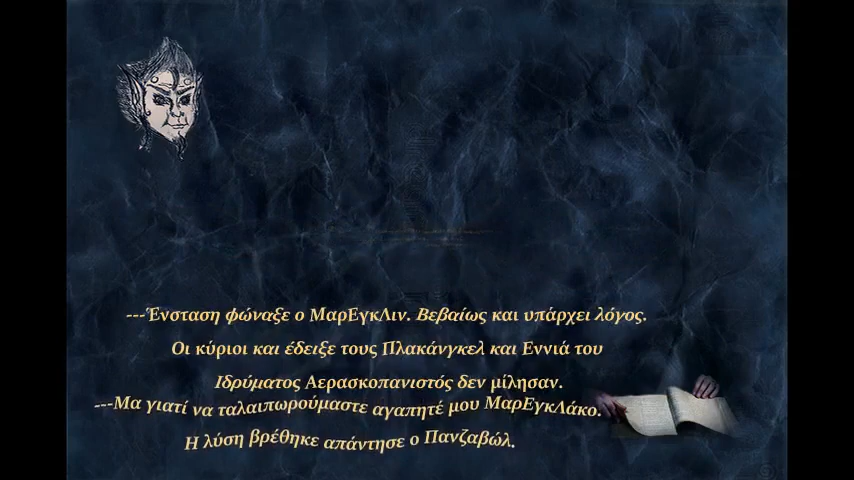 ---Ένσταση φώναξε ο ΜαρΕγκΛιν. Βεβαίως και υπάρχει λόγος.
Οι κύριοι και έδειξε τους Πλακάνγκελ και Εννιά του
Ιδρύματος Αερασκοπανιστός δεν μίλησαν.
---Μα γιατί να ταλαιπωρούμαστε αγαπητέ μου ΜαρΕγκΛάκο.
Η λύση βρέθηκε απάντησε ο Πανζαβώλ.